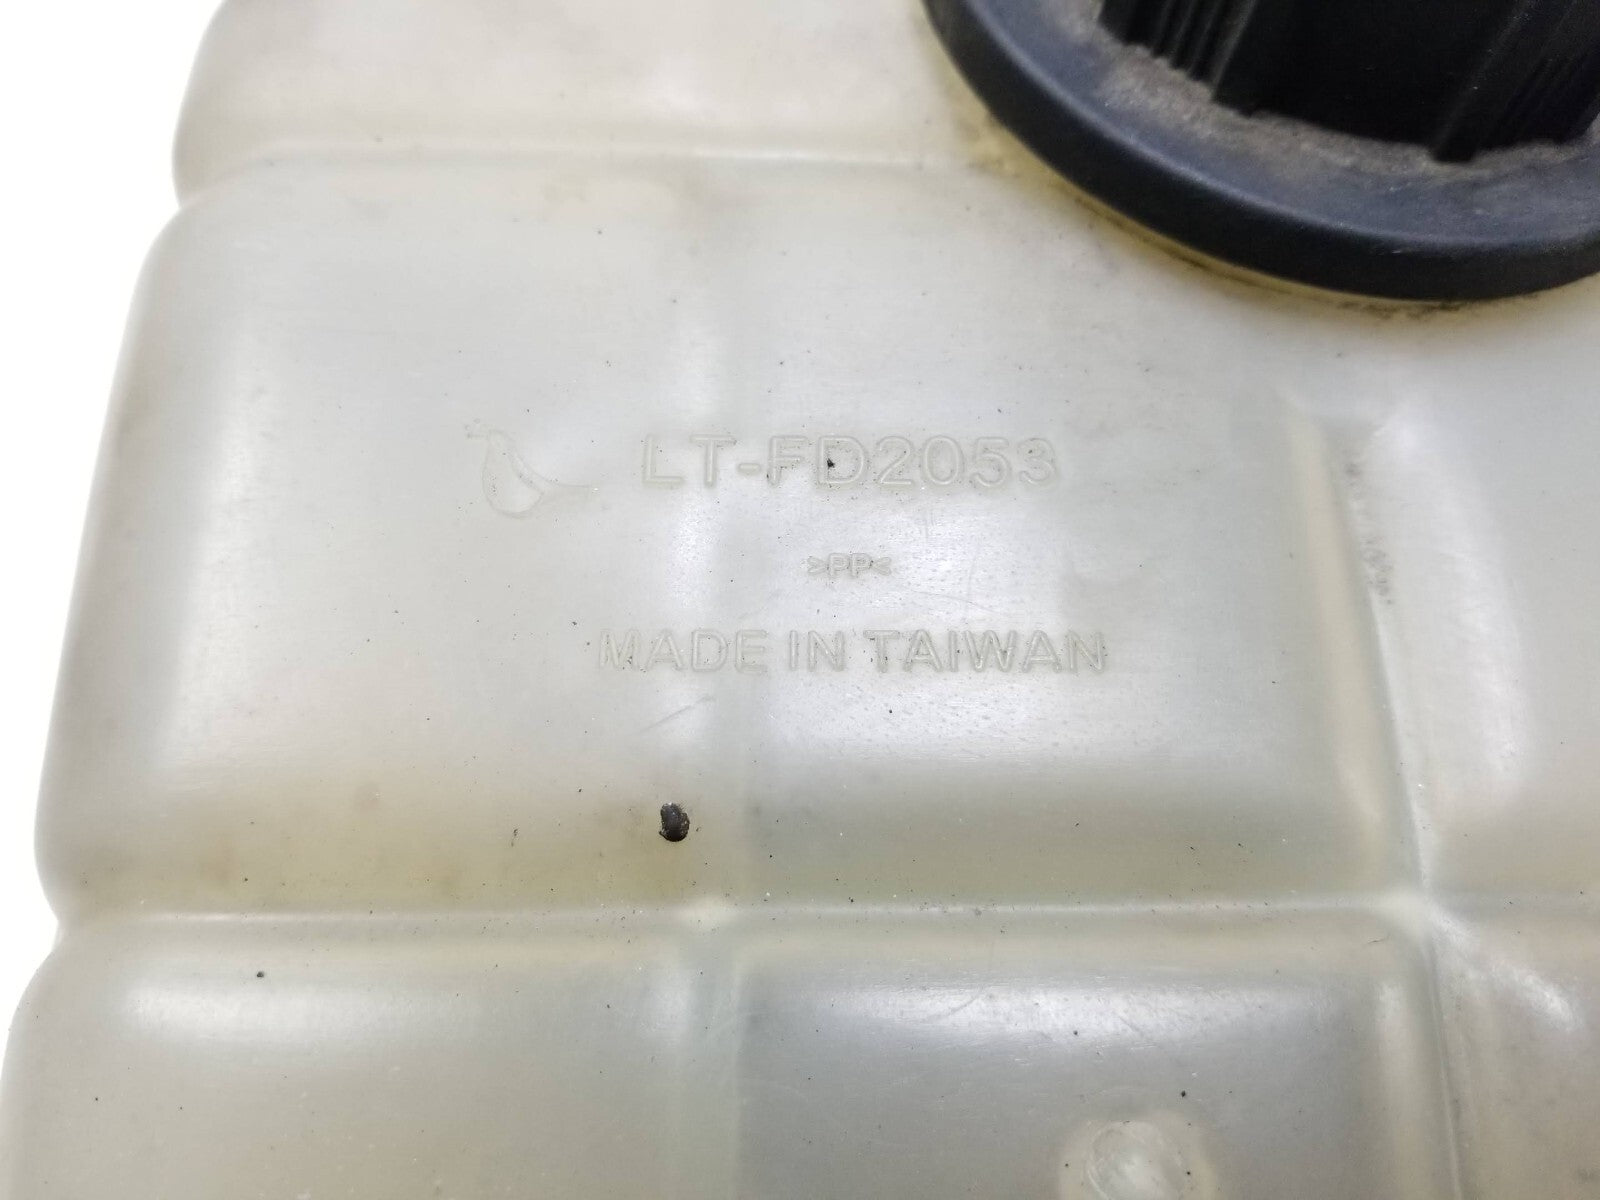 LT-FD2053
>PP<
MADE IN TAIWAN